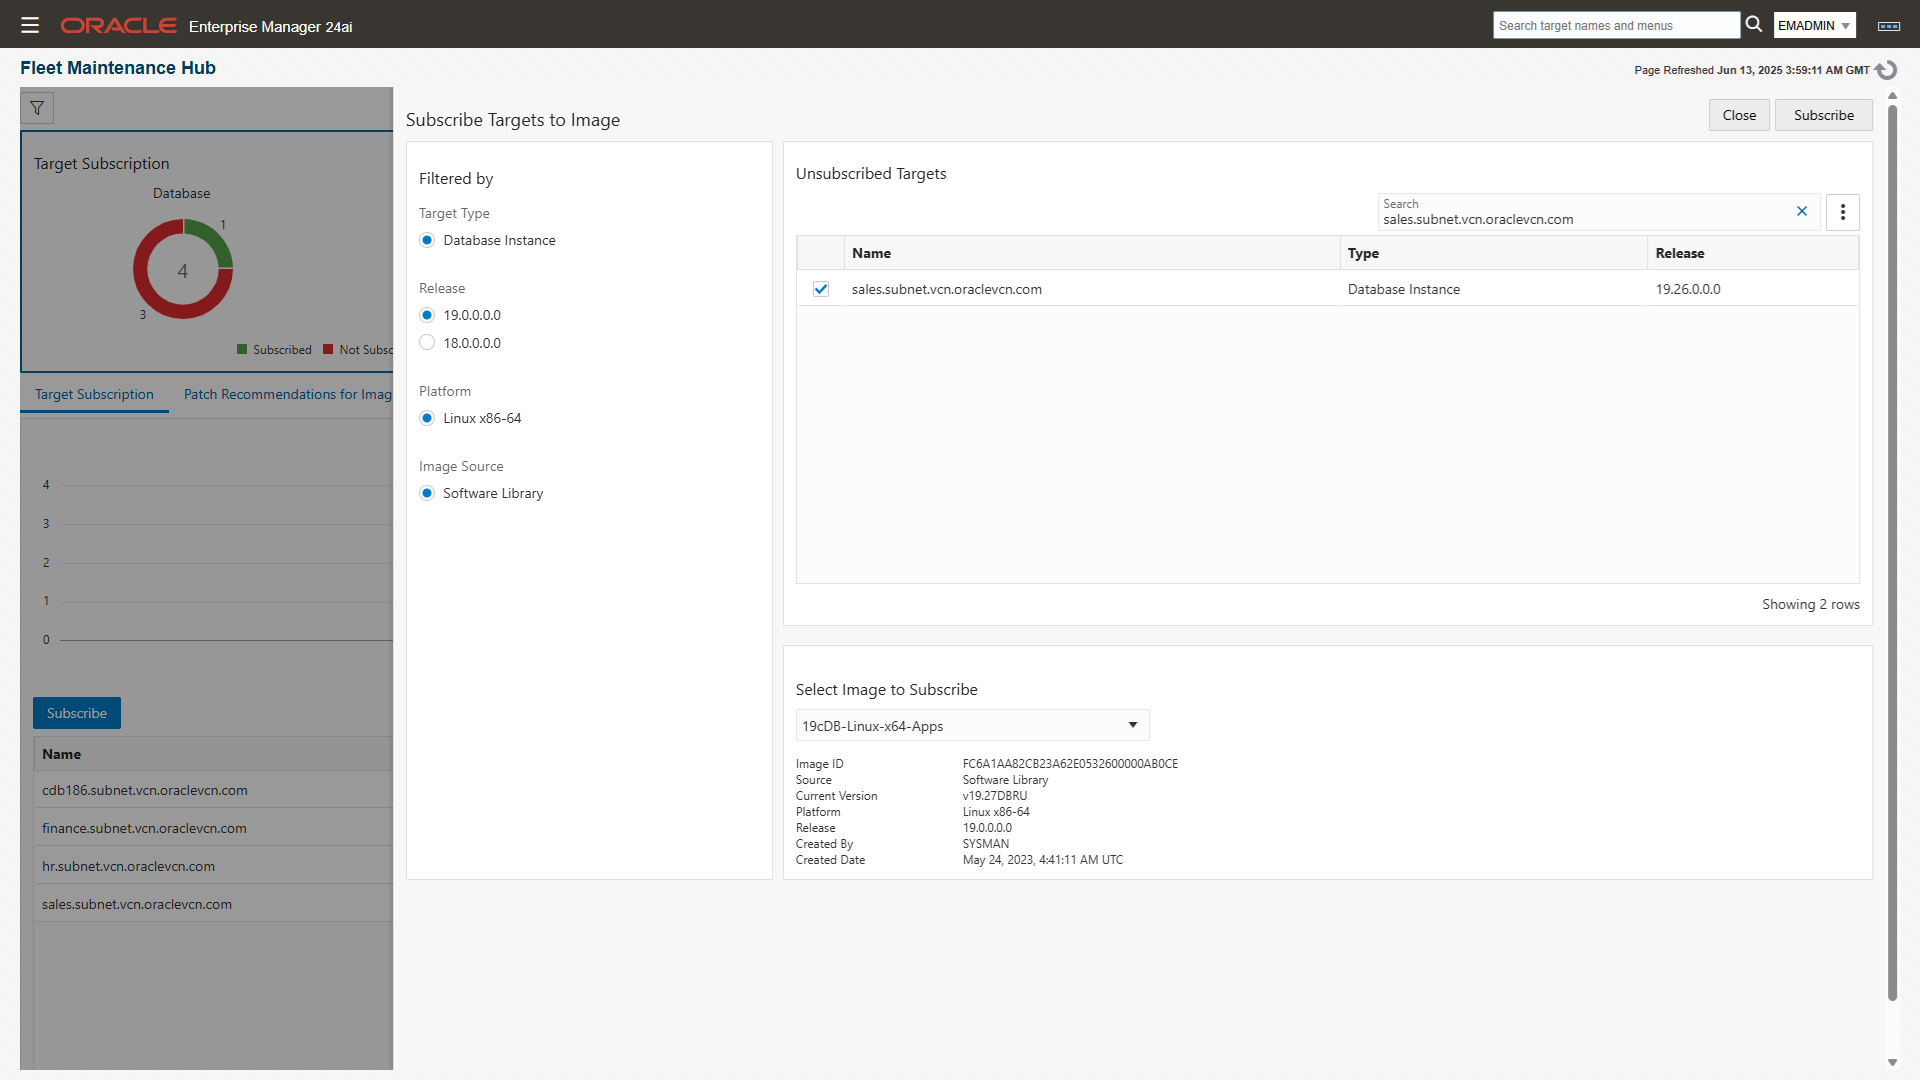 ORACLE Enterprise Manager 24ai
Search target names and menus
EMADMIN
Fleet Maintenance Hub
Page Refreshed Jun 13, 2025 3:59:11 AM GMT
Target Subscription
Database
1
4
3
Subscribed Not Subsc
Target Subscription Patch Recommendations for Imag
4
3
2
1
0
Subscribe
Name
cdb186.subnet.vcn.oraclevcn.com
finance.subnet.vcn.oraclevcn.com
hr.subnet.vcn.oraclevcn.com
sales.subnet.vcn.oraclevcn.com
Subscribe Targets to Image
Close Subscribe
Filtered by
Target Type
Database Instance
Release
19.0.0.0.0
18.0.0.0.0
Platform
Linux x86-64
Image Source
Software Library
Unsubscribed Targets
Search
sales.subnet.vcn.oraclevcn.com
Name Type Release
sales.subnet.vcn.oraclevcn.com Database Instance 19.26.0.0.0
Showing 2 rows
Select Image to Subscribe
19cDB-Linux-x64-Apps
Image ID FC6A1AA82CB23A62E0532600000AB0CE
Source Software Library
Current Version v19.27DBRU
Platform Linux x86-64
Release 19.0.0.0.0
Created By SYSMAN
Created Date May 24, 2023, 4:41:11 AM UTC